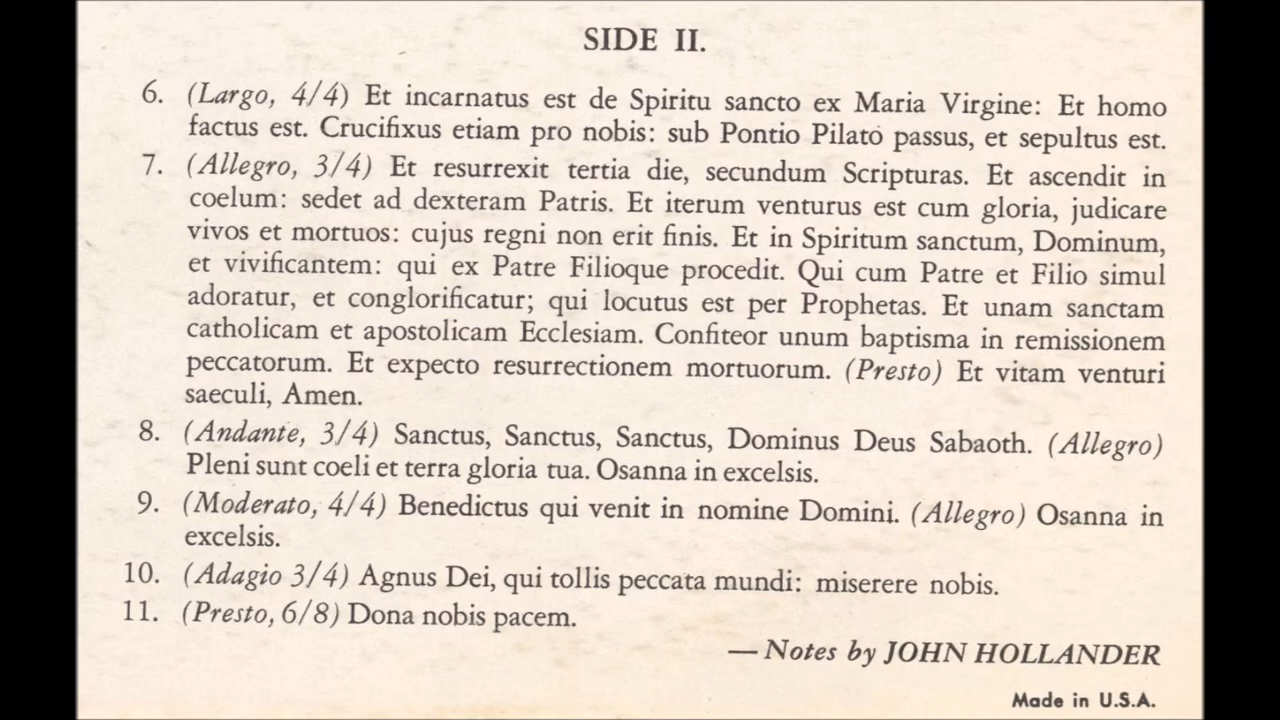 SIDE II.
6. (Largo, 4/4) Et incarnatus est de Spiritu sancto ex Maria Virgine: Et homo
factus est. Crucifixus etiam pro nobis: sub Pontio Pilato passus, et sepultus est.
7. (Allegro, 3/4) Et resurrexit tertia die, secundum Scripturas. Et ascendit in
coelum: sedet ad dexteram Patris. Et iterum venturus est cum gloria, judicare
vivos et mortuos: cujus regni non erit finis. Et in Spiritum sanctum, Dominum,
et vivificantem: qui ex Patre Filioque procedit. Qui cum Patre et Filio simul
adoratur, et conglorificatur; qui locutus est per Prophetas. Et unam sanctam
catholicam et apostolicam Ecclesiam. Confiteor unum baptisma in remissionem
peccatorum. Et expecto resurrectionem mortuorum. (Presto) Et vitam venturi
saeculi, Amen.
8. (Andante, 3/4) Sanctus, Sanctus, Sanctus, Dominus Deus Sabaoth. (Allegro)
Pleni sunt coeli et terra gloria tua. Osanna in excelsis.
9. (Moderato, 4/4) Benedictus qui venit in nomine Domini. (Allegro) Osanna in
excelsis.
10. (Adagio 3/4) Agnus Dei, qui tollis peccata mundi: miserere nobis.
11. (Presto, 6/8) Dona nobis pacem.
— Notes by JOHN HOLLANDER
Made in U.S.A.